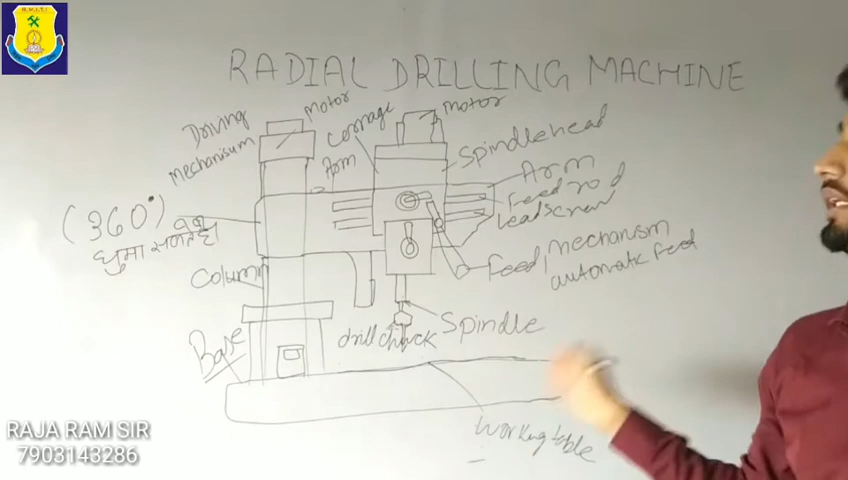 R.M.I.T.I
RADIAL DRILLING MACHINE
Driving
Mechanisum
motor
Carriage
motor
Arm
Spindlehead
Arm
Feed rod
Leadscrew
(360°)
Feed, mechanism
automatic feed
Column
Base
drill chuck
Spindle
working table
RAJA RAM SIR
7903143286